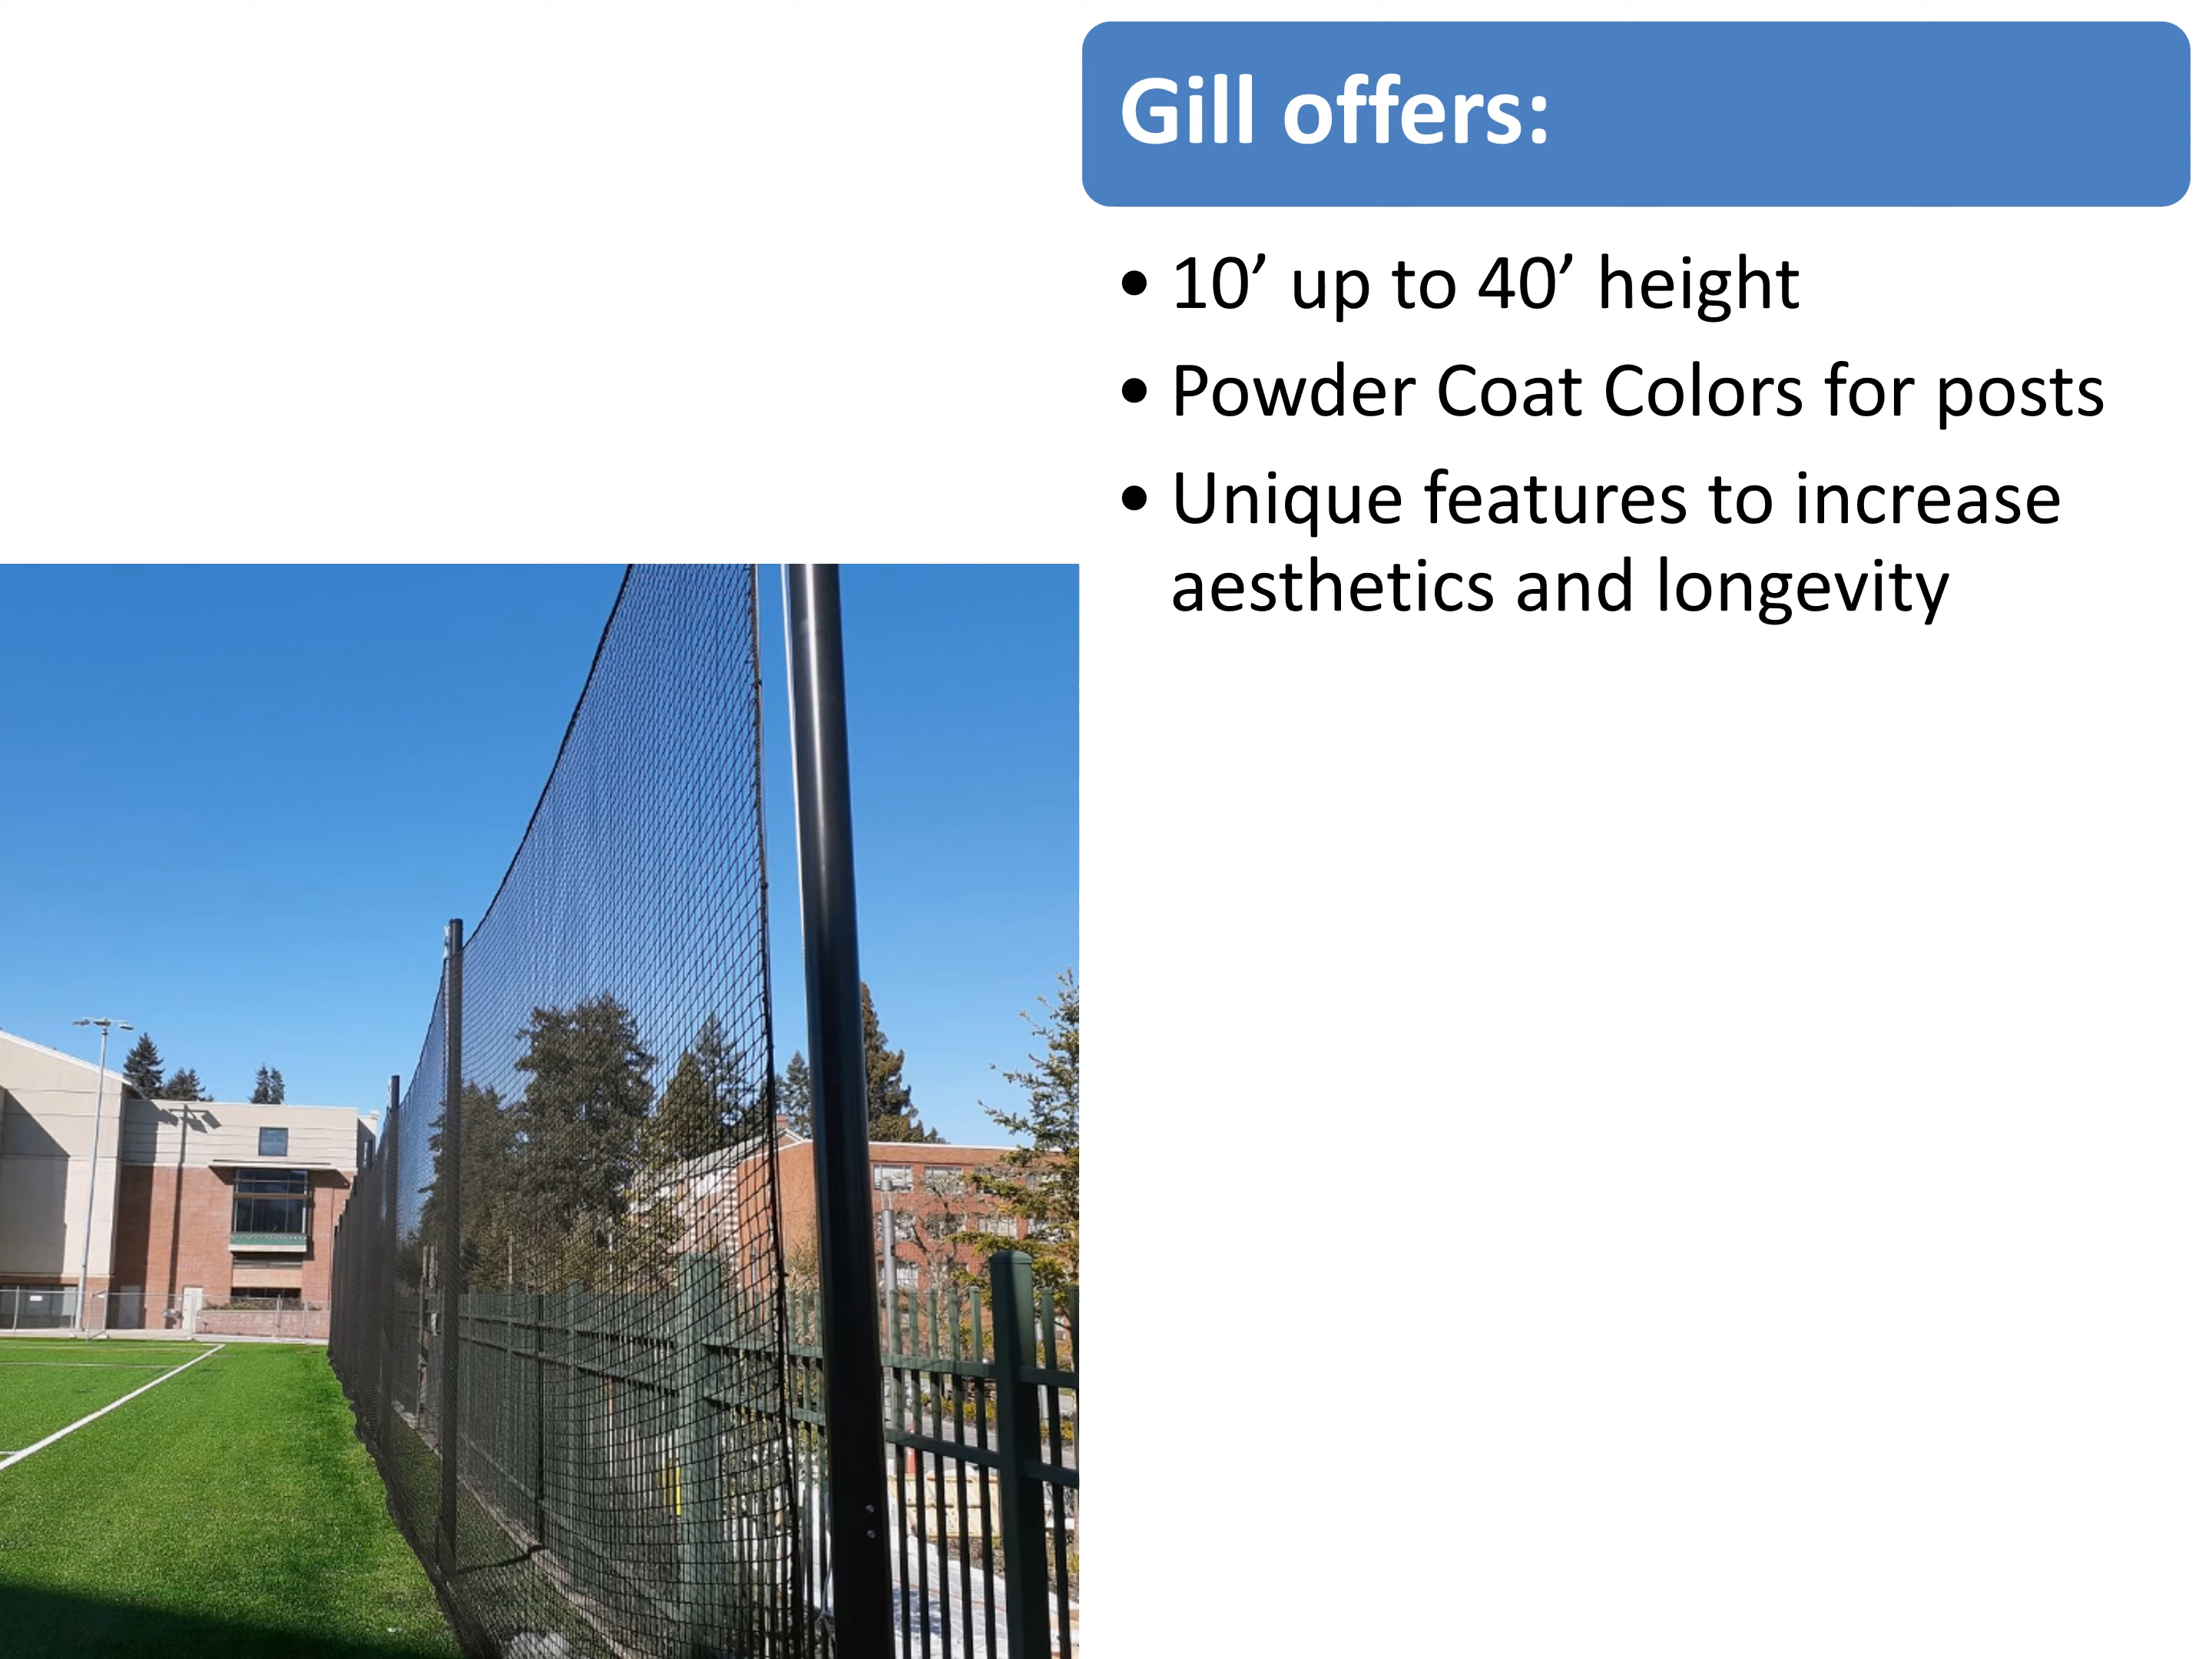 Gill offers:
• 10’ up to 40’ height
• Powder Coat Colors for posts
• Unique features to increase
aesthetics and longevity